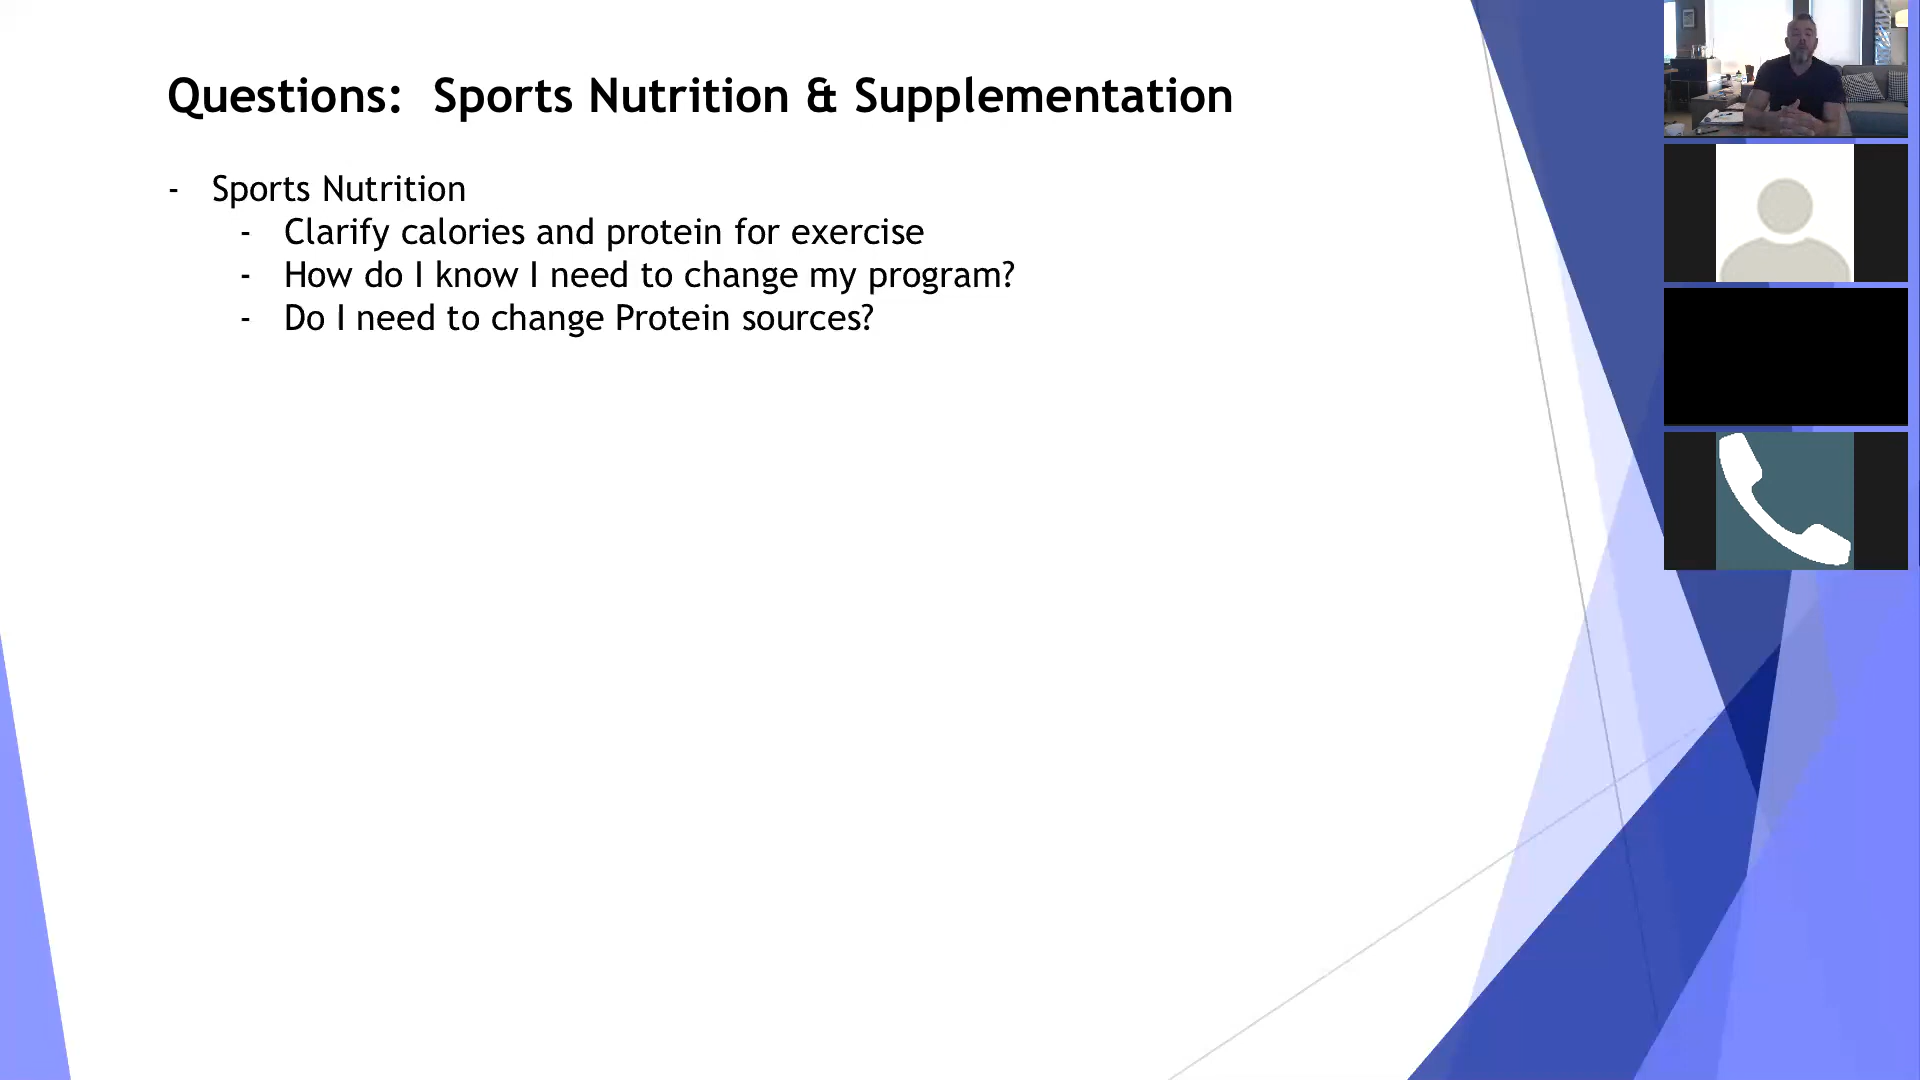 Questions: Sports Nutrition & Supplementation
- Sports Nutrition
- Clarify calories and protein for exercise
- How do I know I need to change my program?
- Do I need to change Protein sources?